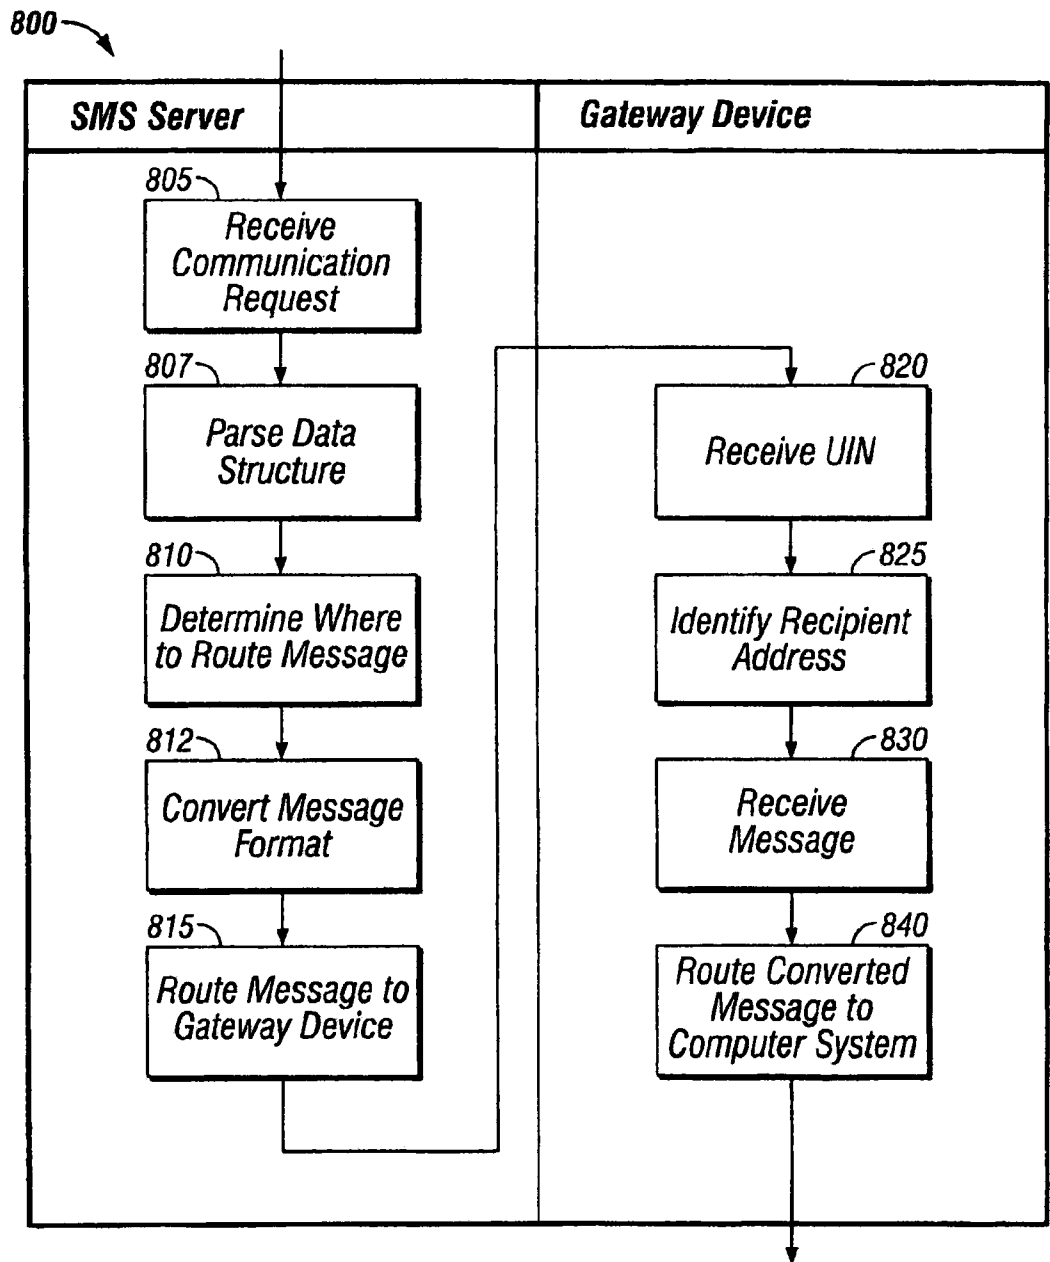 800
SMS Server
Gateway Device
805
Receive
Communication
Request
807
Parse Data
Structure
810
Determine Where
to Route Message
812
Convert Message
Format
815
Route Message to
Gateway Device
820
Receive UIN
825
Identify Recipient
Address
830
Receive
Message
840
Route Converted
Message to
Computer System